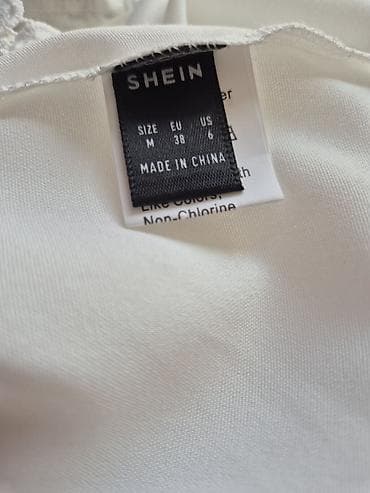 SHEIN
SIZE EU US
M 38 6
MADE IN CHINA
Like Colors,
Non-Chlorine